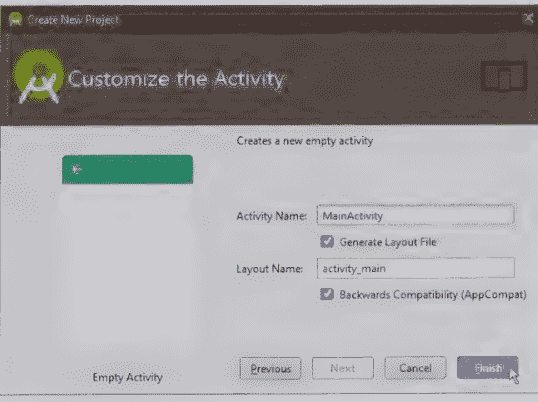 Create New Project
Customize the Activity
Creates a new empty activity
Activity Name: MainActivity
Generate Layout File
Layout Name: activity_main
Backwards Compatibility (AppCompat)
Empty Activity
Previous Next Cancel Finish